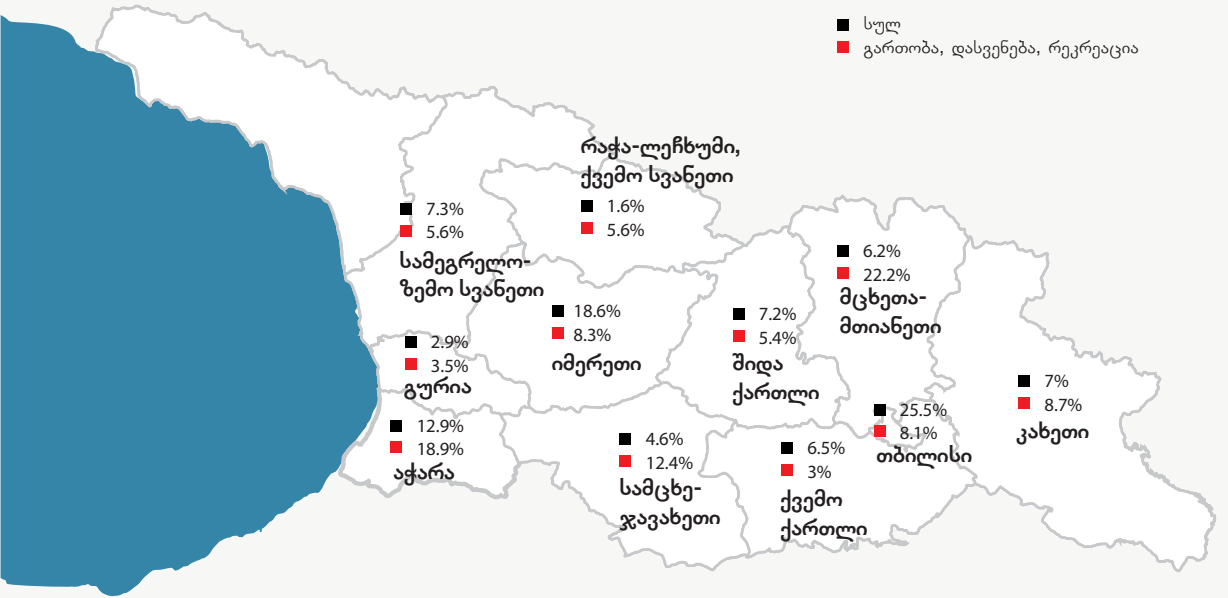 სულ
გართობა, დასვენება, რეკრეაცია
რაჭა-ლეჩხუმი,
ქვემო სვანეთი
1.6%
5.6%
7.3%
5.6%
სამეგრელო-
ზემო სვანეთი
6.2%
22.2%
მცხეთა-
მთიანეთი
18.6%
8.3%
იმერეთი
7.2%
5.4%
შიდა
ქართლი
2.9%
3.5%
გურია
7%
8.7%
კახეთი
25.5%
8.1%
თბილისი
12.9%
18.9%
აჭარა
4.6%
12.4%
სამცხე-
ჯავახეთი
6.5%
3%
ქვემო
ქართლი